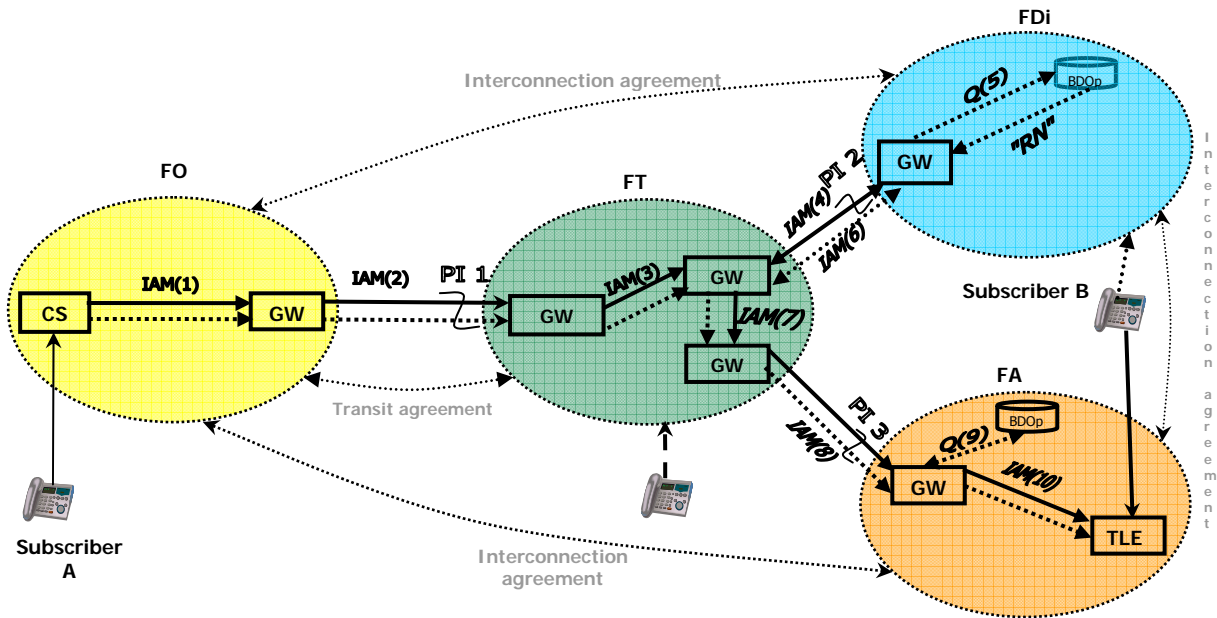 FDi
Interconnection agreement
BDOp
Q(5)
"RN"
GW
PI 2
FO
FT
IAM(4)
IAM(6)
IAM(1)
IAM(2)
PI 1
IAM(3)
GW
CS
GW
GW
IAM(7)
GW
Subscriber B
Transit agreement
FA
PI 3
IAM(8)
BDOp
Q(9)
GW
IAM(10)
TLE
Subscriber
A
Interconnection
agreement
Interconnection agreement